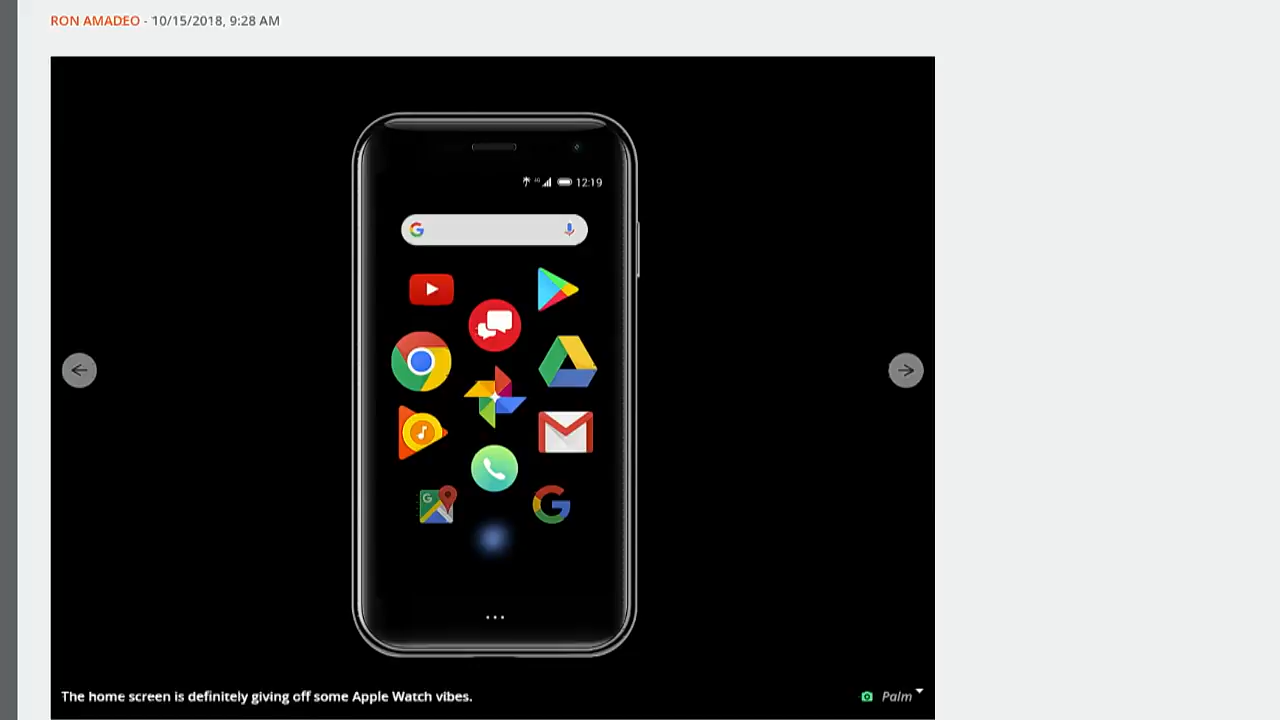 RON AMADEO - 10/15/2018, 9:28 AM
12:19
The home screen is definitely giving off some Apple Watch vibes.
Palm